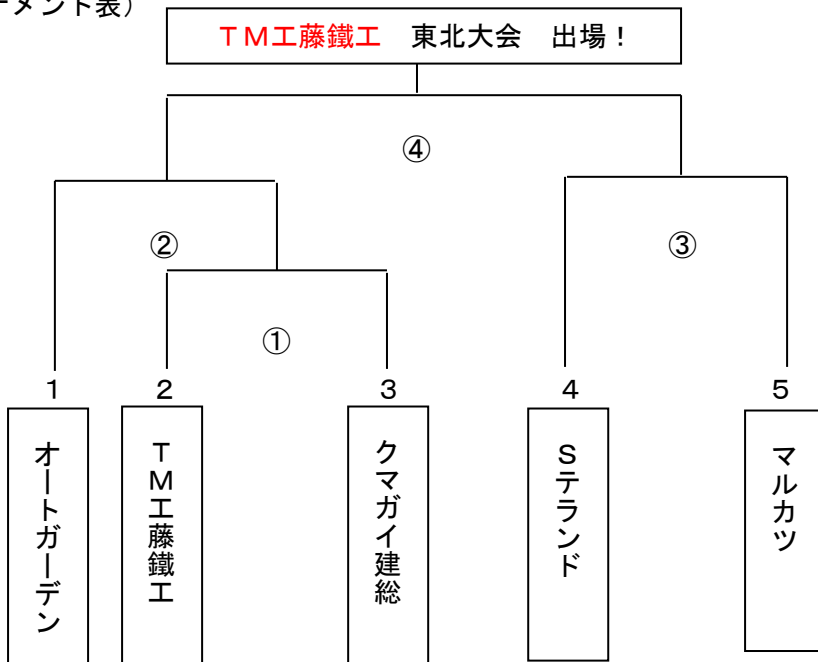 ーナメント表）
ＴＭ工藤鐵工　東北大会　出場！
④
②
③
①
１
２
３
４
５
オートガーデン
ＴＭ工藤鐵工
クマガイ建総
Ｓテランド
マルカツ